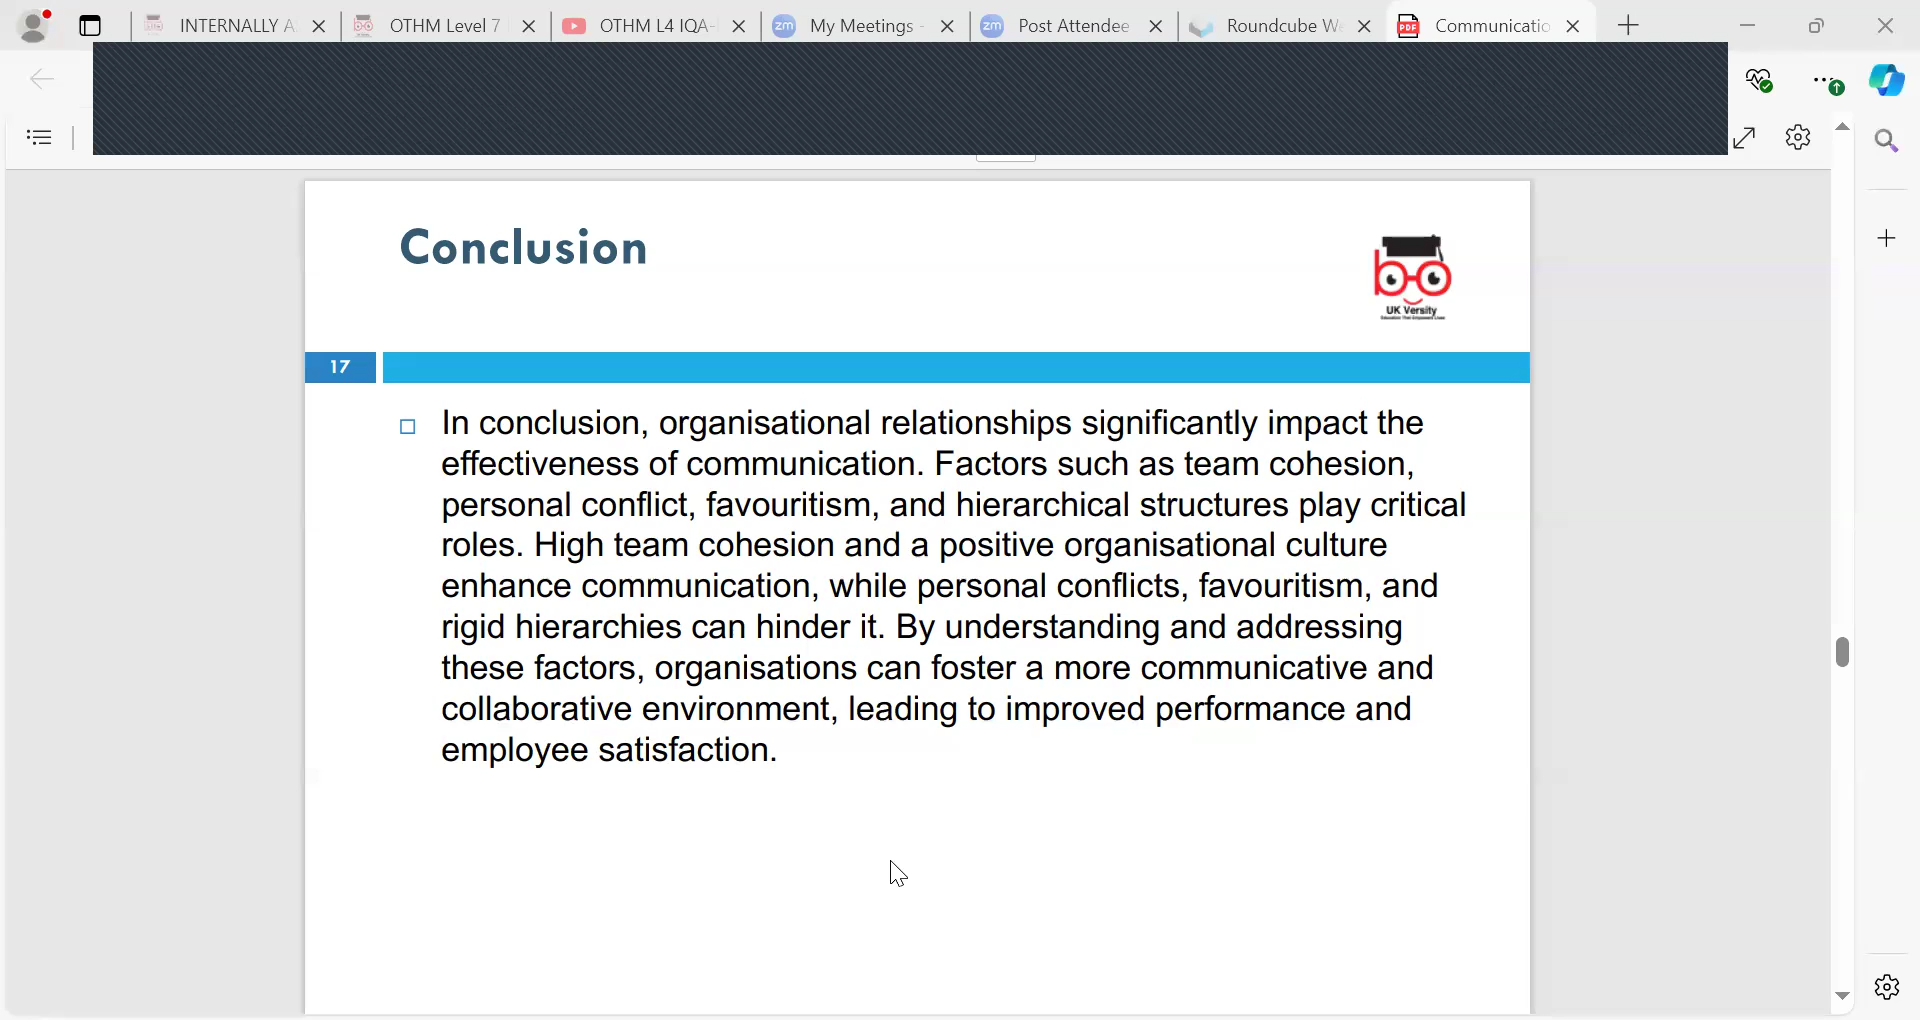 INTERNALLY A
OTHM Level 7
OTHM L4 IQA-
zm My Meetings -
zm Post Attendee
Roundcube We
PDF Communicatio
Conclusion
UK Versity
17
In conclusion, organisational relationships significantly impact the
effectiveness of communication. Factors such as team cohesion,
personal conflict, favouritism, and hierarchical structures play critical
roles. High team cohesion and a positive organisational culture
enhance communication, while personal conflicts, favouritism, and
rigid hierarchies can hinder it. By understanding and addressing
these factors, organisations can foster a more communicative and
collaborative environment, leading to improved performance and
employee satisfaction.